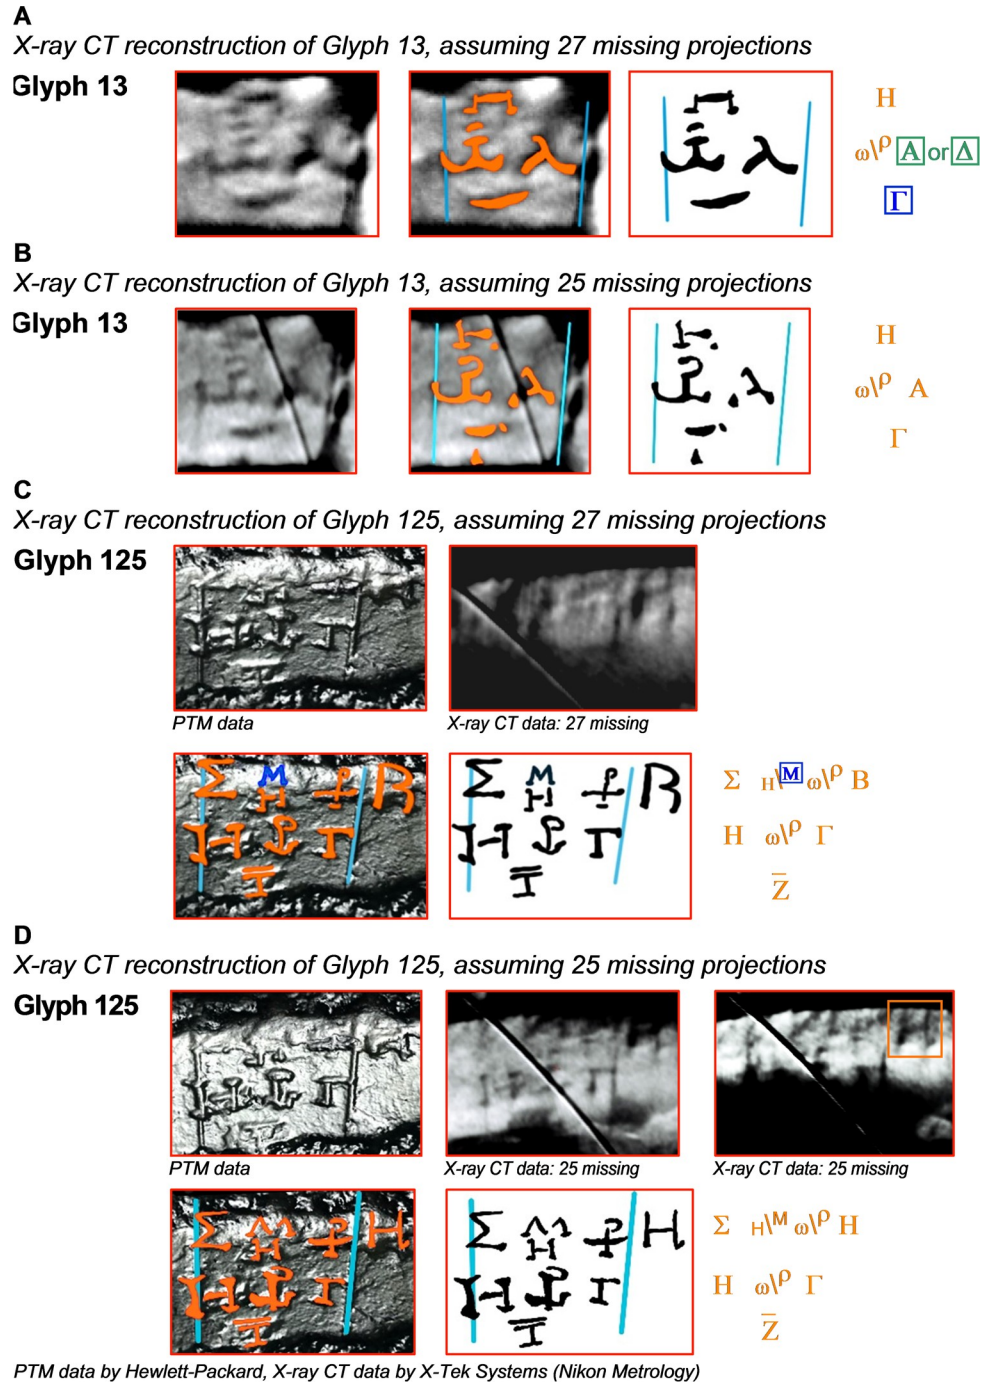 A
X-ray CT reconstruction of Glyph 13, assuming 27 missing projections
Glyph 13
H
ω\ρ A or Δ
Γ
B
X-ray CT reconstruction of Glyph 13, assuming 25 missing projections
Glyph 13
H
ω\ρ A
Γ
C
X-ray CT reconstruction of Glyph 125, assuming 27 missing projections
Glyph 125
PTM data
X-ray CT data: 27 missing
Σ H\M ω\ρ B
H ω\ρ Γ
Z̅
D
X-ray CT reconstruction of Glyph 125, assuming 25 missing projections
Glyph 125
PTM data
X-ray CT data: 25 missing
X-ray CT data: 25 missing
Σ H\M ω\ρ H
H ω\ρ Γ
Z̅
PTM data by Hewlett-Packard, X-ray CT data by X-Tek Systems (Nikon Metrology)